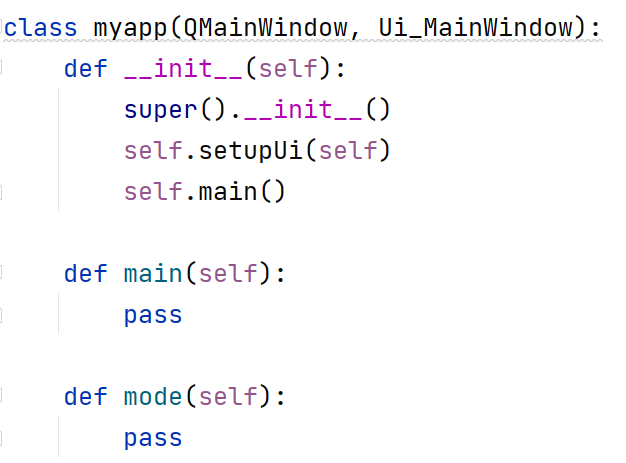 class myapp(QMainWindow, Ui_MainWindow):
    def __init__(self):
        super().__init__()
        self.setupUi(self)
        self.main()

    def main(self):
        pass

    def mode(self):
        pass